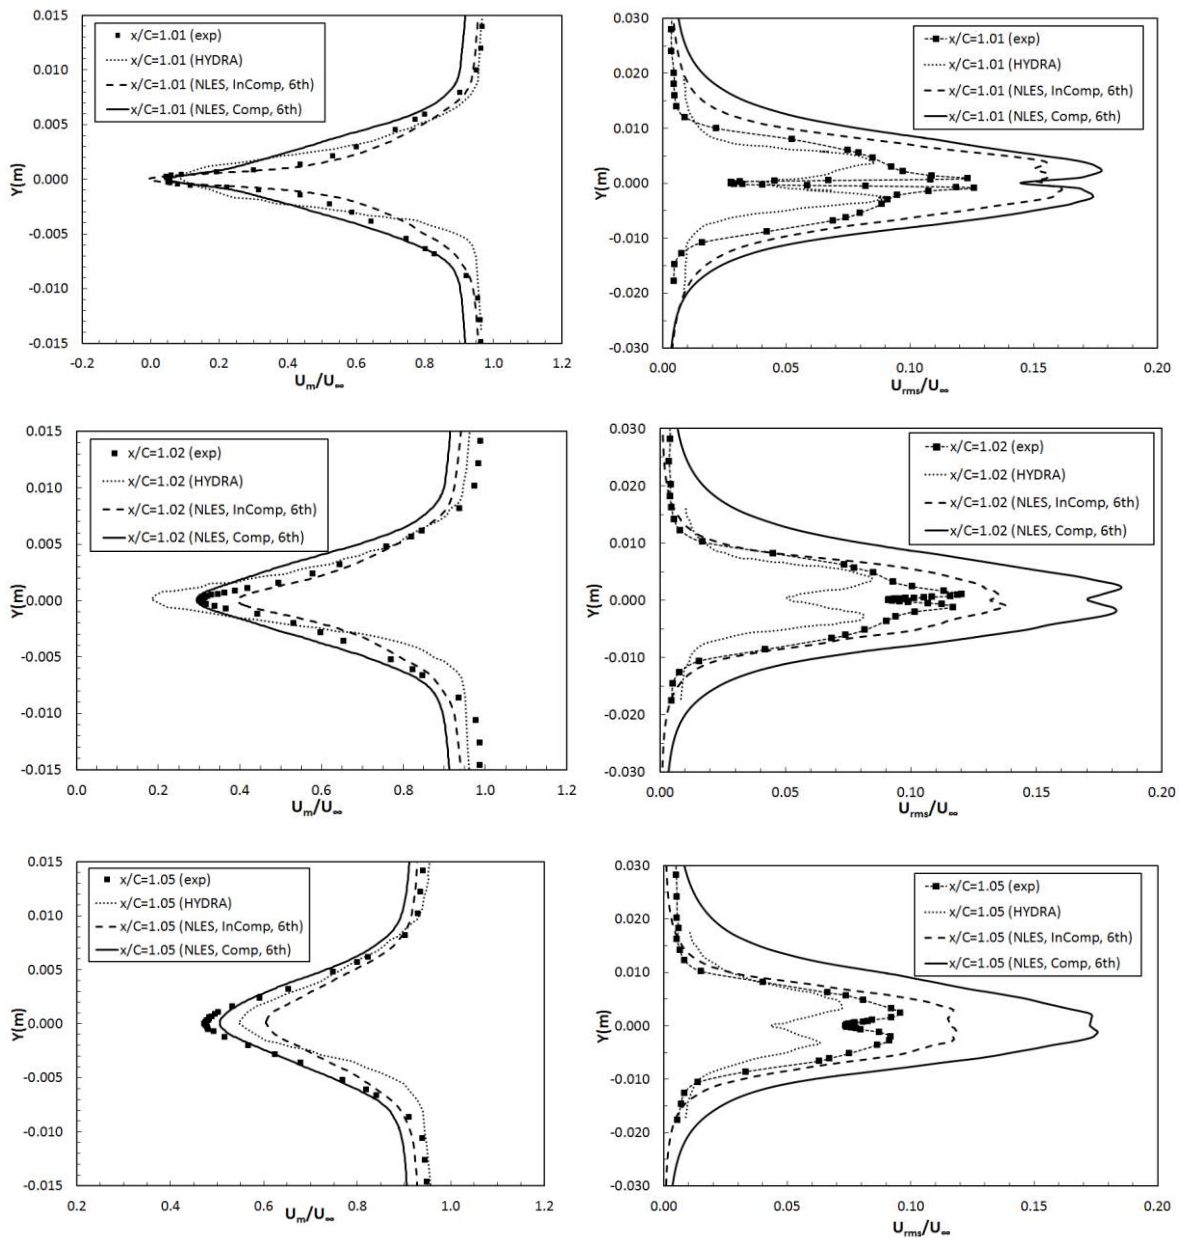 0.015
0.010
0.005
0.000
-0.005
-0.010
-0.015
Y(m)
x/C=1.01 (exp)
x/C=1.01 (HYDRA)
x/C=1.01 (NLES, InComp, 6th)
x/C=1.01 (NLES, Comp, 6th)
-0.2 0.0 0.2 0.4 0.6 0.8 1.0 1.2
Um/U∞
0.030
0.020
0.010
0.000
-0.010
-0.020
-0.030
Y(m)
x/C=1.01 (exp)
x/C=1.01 (HYDRA)
x/C=1.01 (NLES, InComp, 6th)
x/C=1.01 (NLES, Comp, 6th)
0.00 0.05 0.10 0.15 0.20
Urms/U∞
0.015
0.010
0.005
0.000
-0.005
-0.010
-0.015
Y(m)
x/C=1.02 (exp)
x/C=1.02 (HYDRA)
x/C=1.02 (NLES, InComp, 6th)
x/C=1.02 (NLES, Comp, 6th)
0.0 0.2 0.4 0.6 0.8 1.0 1.2
Um/U∞
0.030
0.020
0.010
0.000
-0.010
-0.020
-0.030
Y(m)
x/C=1.02 (exp)
x/C=1.02 (HYDRA)
x/C=1.02 (NLES, InComp, 6th)
x/C=1.02 (NLES, Comp, 6th)
0.00 0.05 0.10 0.15 0.20
Urms/U∞
0.015
0.010
0.005
0.000
-0.005
-0.010
-0.015
Y(m)
x/C=1.05 (exp)
x/C=1.05 (HYDRA)
x/C=1.05 (NLES, InComp, 6th)
x/C=1.05 (NLES, Comp, 6th)
0.2 0.4 0.6 0.8 1.0 1.2
Um/U∞
0.030
0.020
0.010
0.000
-0.010
-0.020
-0.030
Y(m)
x/C=1.05 (exp)
x/C=1.05 (HYDRA)
x/C=1.05 (NLES, InComp, 6th)
x/C=1.05 (NLES, Comp, 6th)
0.00 0.05 0.10 0.15 0.20
Urms/U∞